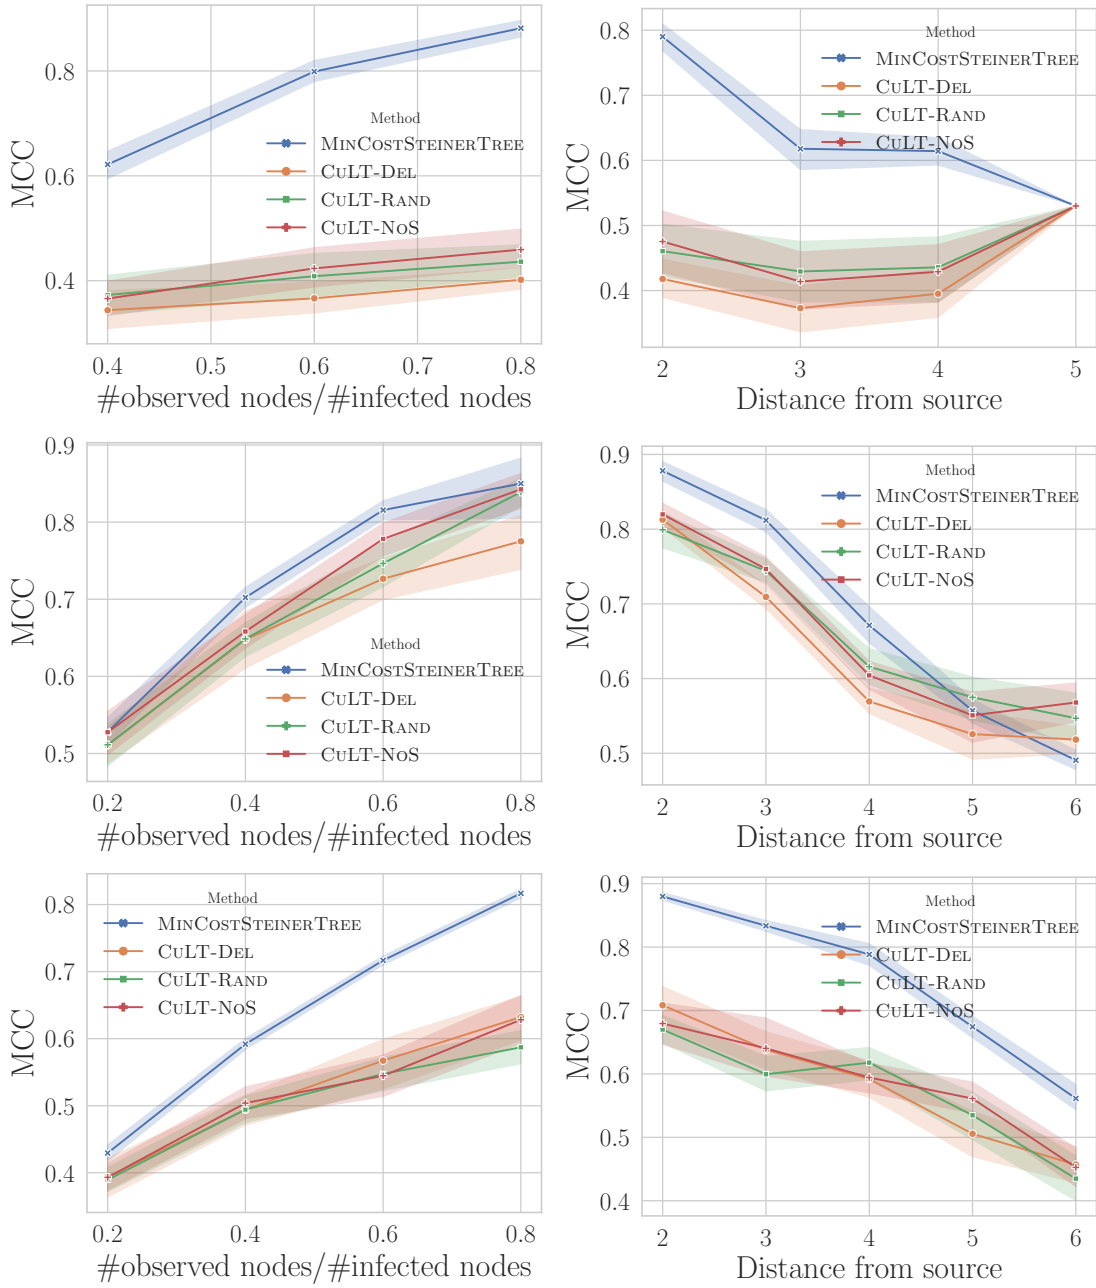 0.8
0.6
0.4
MCC
Method
MinCostSteinerTree
CuLT-Del
CuLT-Rand
CuLT-NoS
0.4 0.5 0.6 0.7 0.8
#observed nodes/#infected nodes
0.8
0.7
0.6
0.5
0.4
MCC
Method
MinCostSteinerTree
CuLT-Del
CuLT-Rand
CuLT-NoS
2 3 4 5
Distance from source
0.9
0.8
0.7
0.6
0.5
MCC
Method
MinCostSteinerTree
CuLT-Del
CuLT-Rand
CuLT-NoS
0.2 0.4 0.6 0.8
#observed nodes/#infected nodes
0.9
0.8
0.7
0.6
0.5
MCC
Method
MinCostSteinerTree
CuLT-Del
CuLT-Rand
CuLT-NoS
2 3 4 5 6
Distance from source
0.8
0.7
0.6
0.5
0.4
MCC
Method
MinCostSteinerTree
CuLT-Del
CuLT-Rand
CuLT-NoS
0.2 0.4 0.6 0.8
#observed nodes/#infected nodes
0.9
0.8
0.7
0.6
0.5
0.4
MCC
Method
MinCostSteinerTree
CuLT-Del
CuLT-Rand
CuLT-NoS
2 3 4 5 6
Distance from source